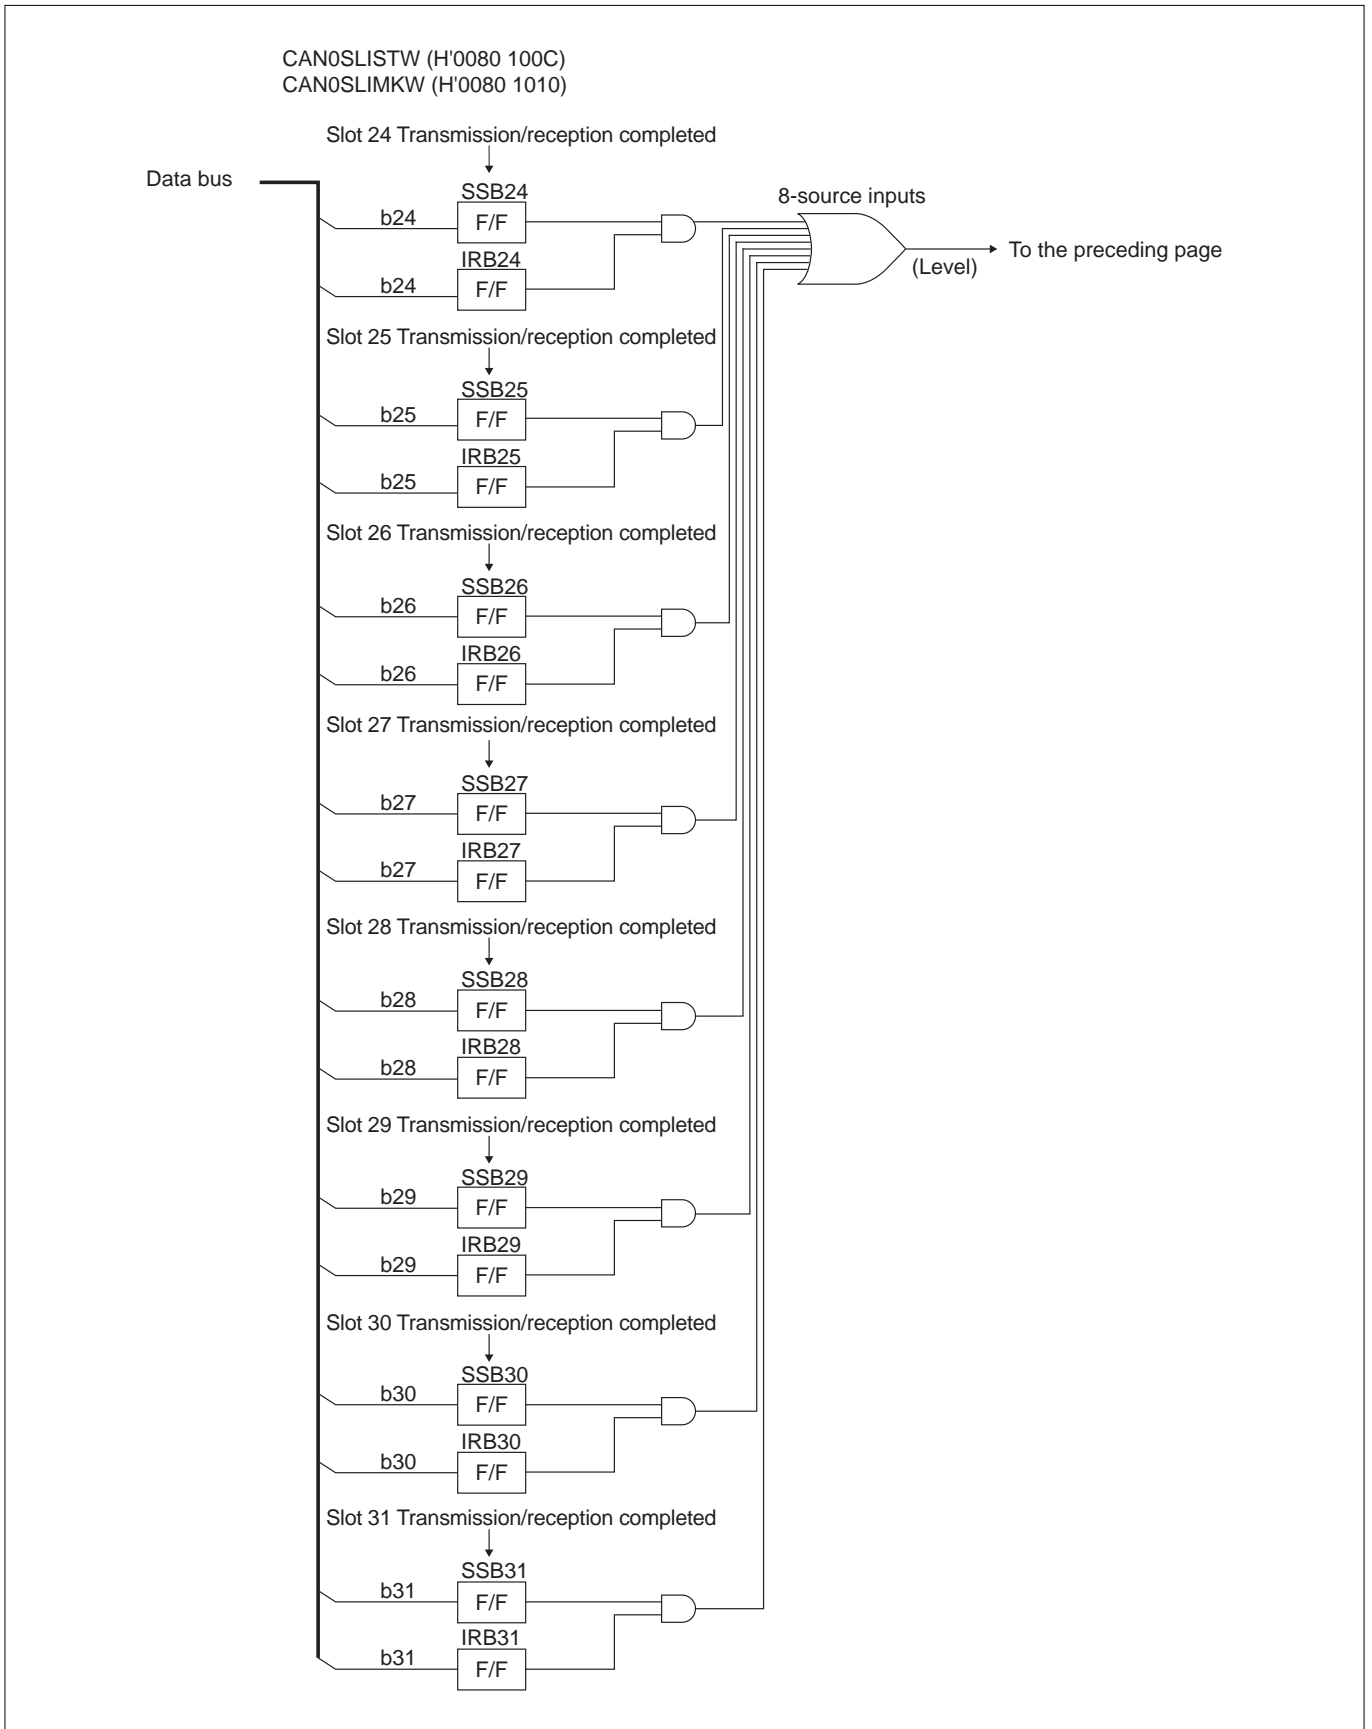 CAN0SLISTW (H'0080 100C)
CAN0SLIMKW (H'0080 1010)
Slot 24 Transmission/reception completed
Data bus
SSB24
8-source inputs
b24
F/F
To the preceding page
(Level)
IRB24
b24
F/F
Slot 25 Transmission/reception completed
SSB25
b25
F/F
IRB25
b25
F/F
Slot 26 Transmission/reception completed
SSB26
b26
F/F
IRB26
b26
F/F
Slot 27 Transmission/reception completed
SSB27
b27
F/F
IRB27
b27
F/F
Slot 28 Transmission/reception completed
SSB28
b28
F/F
IRB28
b28
F/F
Slot 29 Transmission/reception completed
SSB29
b29
F/F
IRB29
b29
F/F
Slot 30 Transmission/reception completed
SSB30
b30
F/F
IRB30
b30
F/F
Slot 31 Transmission/reception completed
SSB31
b31
F/F
IRB31
b31
F/F